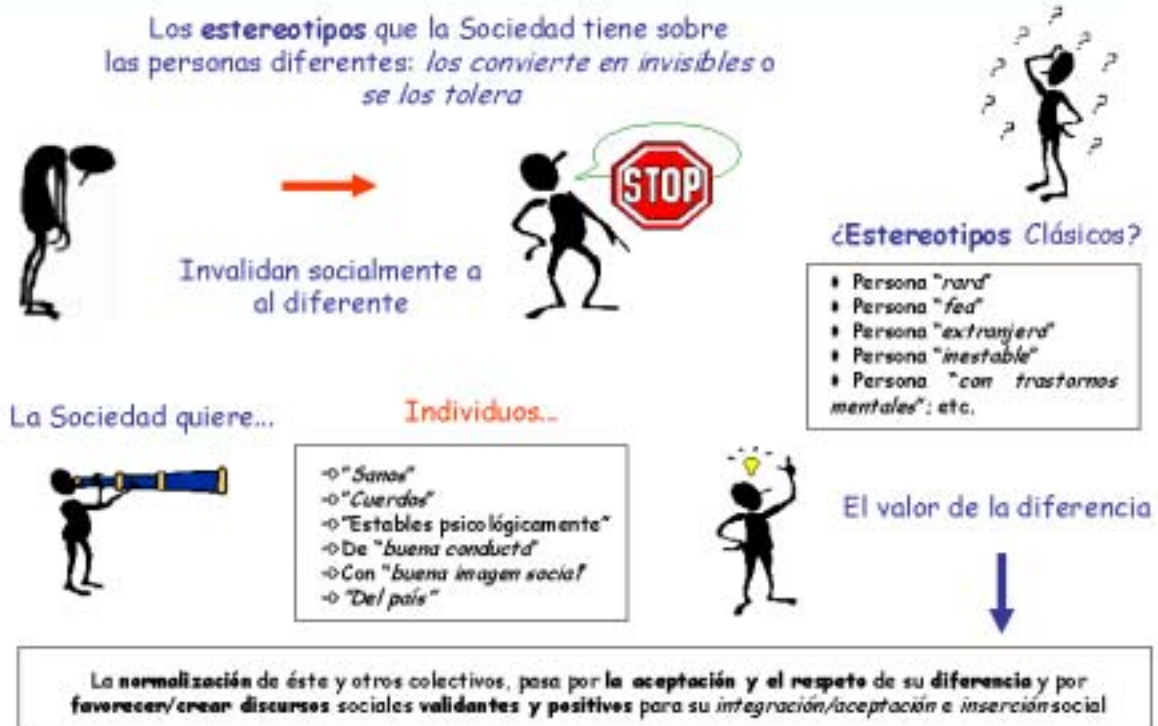 Los estereotipos que la Sociedad tiene sobre
las personas diferentes: los convierte en invisibles o
se los tolera
? ? ? ? ? ? ?
STOP
Invalidan socialmente a
al diferente
¿Estereotipos Clásicos?
Persona "rara"
Persona "fea"
Persona "extranjera"
Persona "inestable"
Persona "con trastornos
mentales"; etc.
La Sociedad quiere...
Individuos...
"Sanos"
"Cuerdos"
"Estables psicológicamente"
De "buena conducta"
Con "buena imagen social"
"Del país"
El valor de la diferencia
La normalización de éste y otros colectivos, pasa por la aceptación y el respeto de su diferencia y por
favorecer/crear discursos sociales validantes y positivos para su integración/aceptación e inserción social